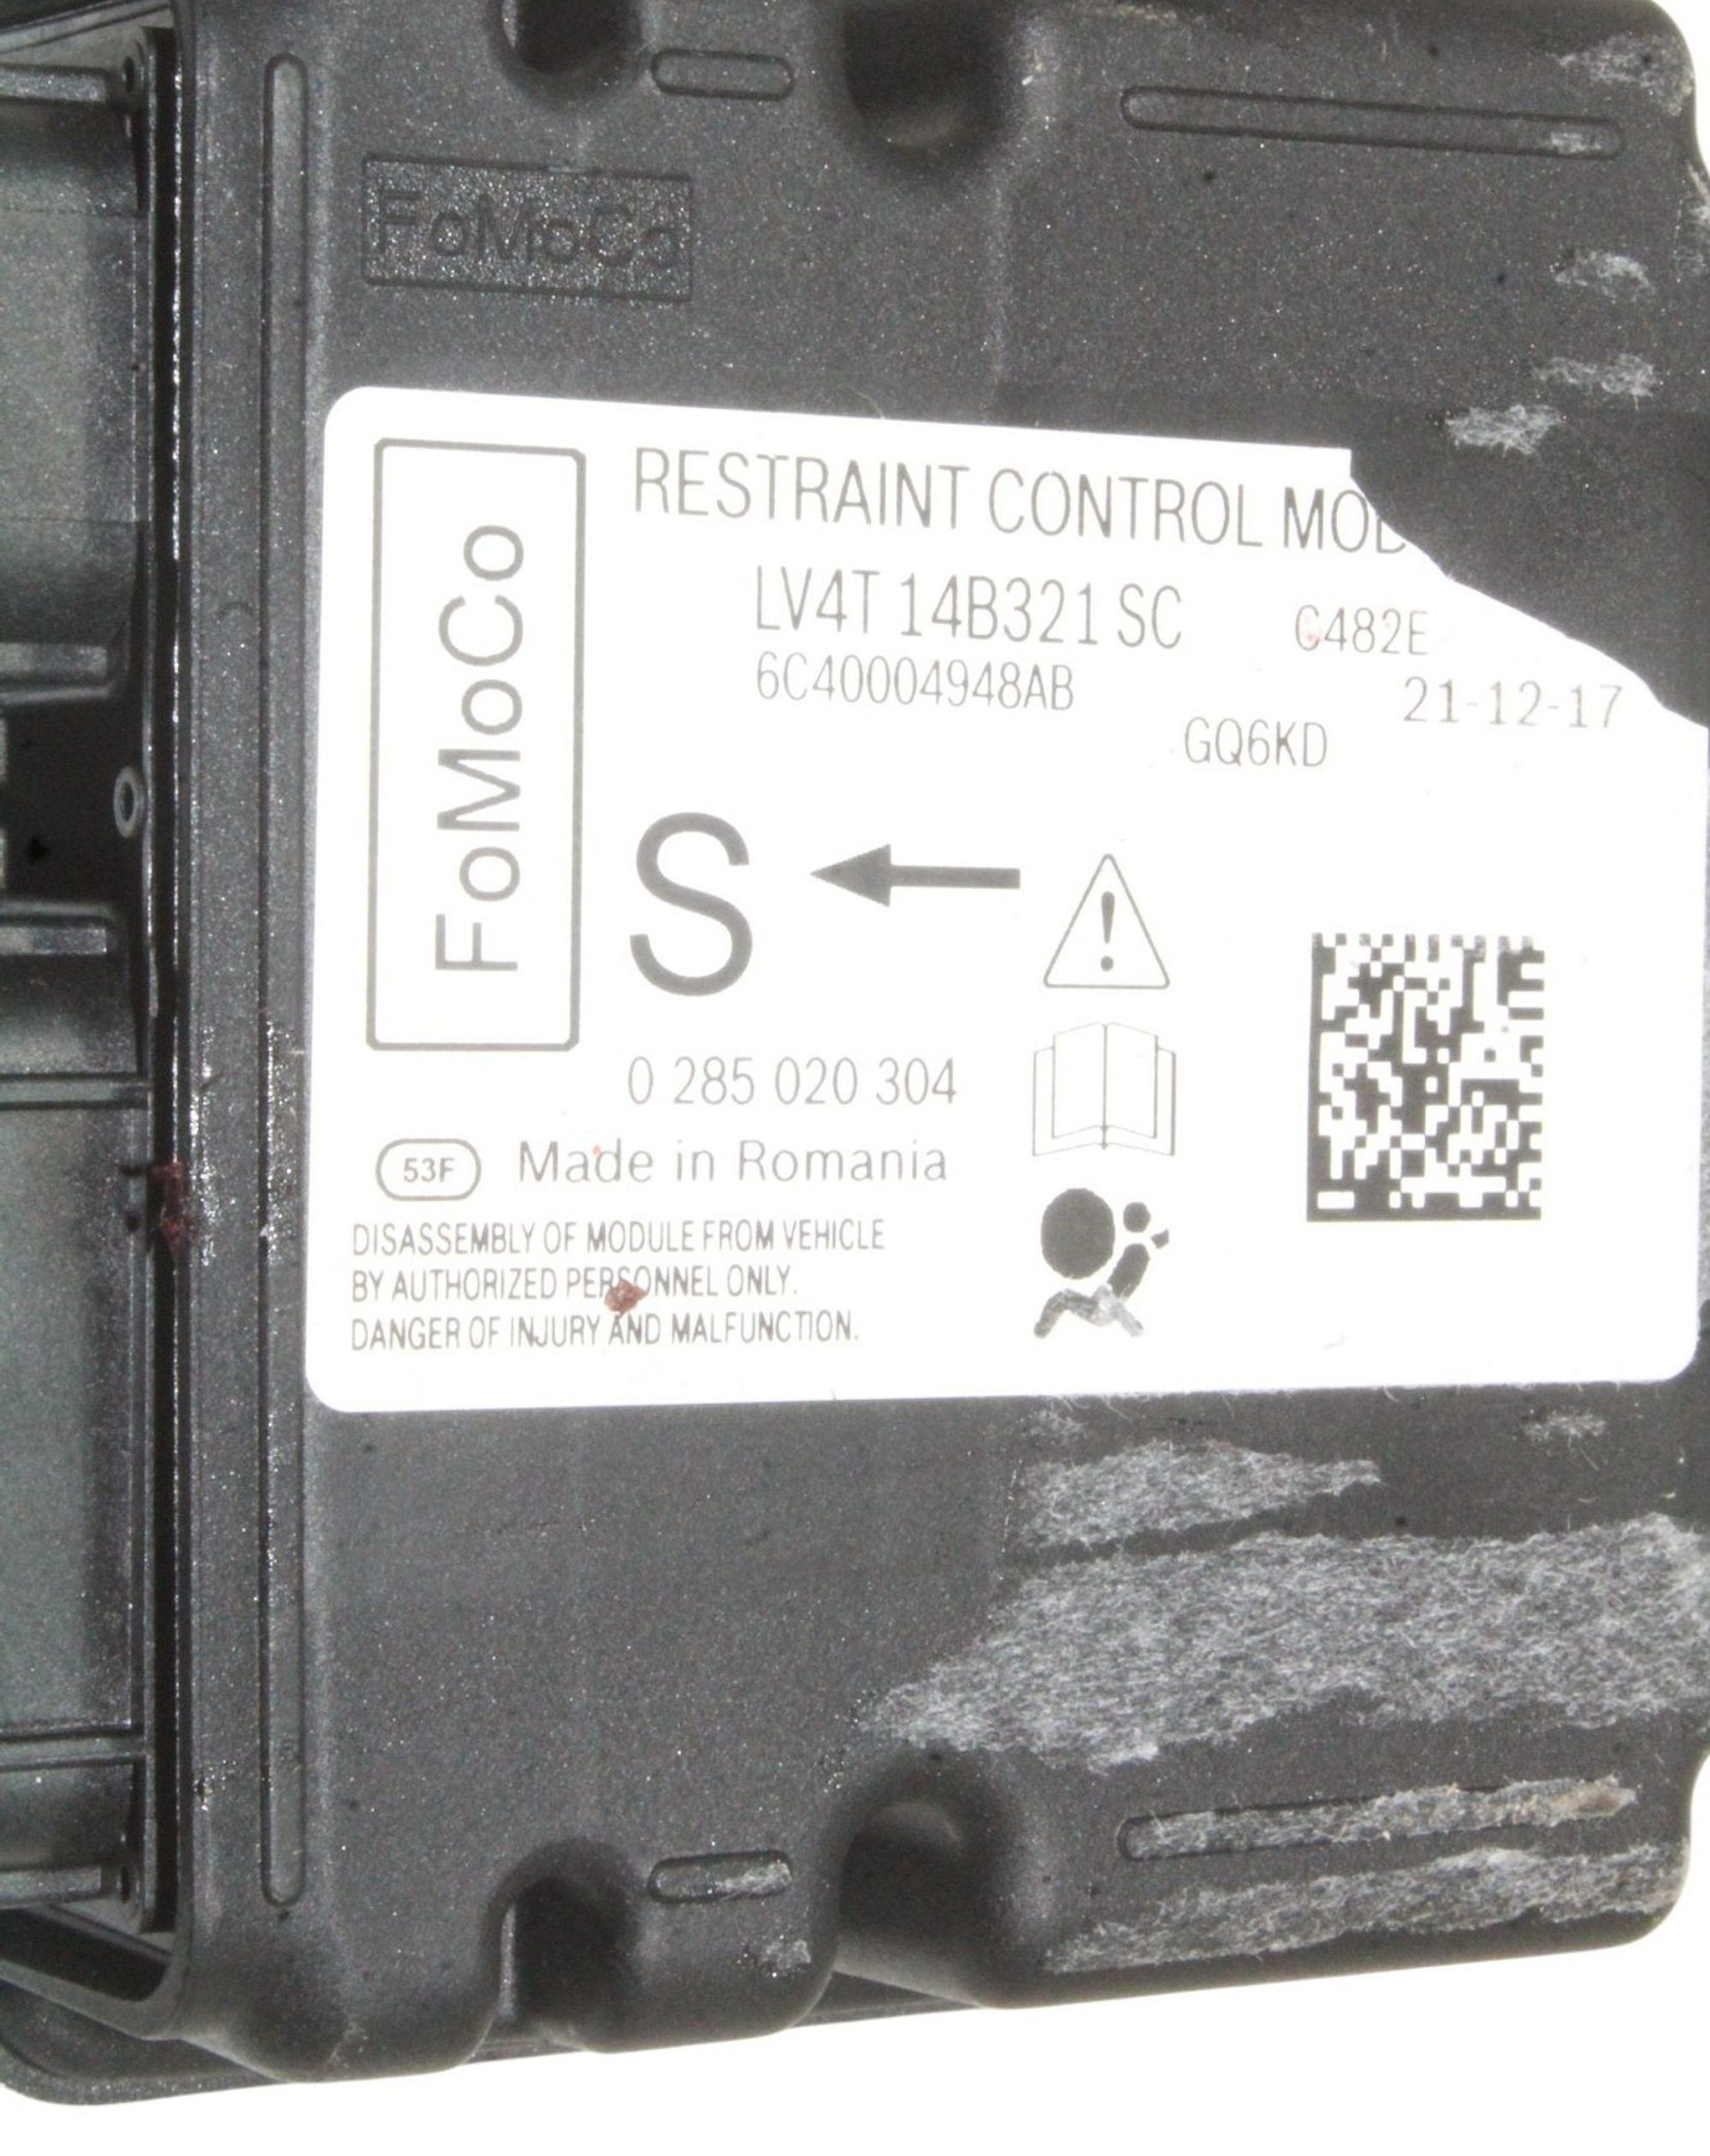 FoMoCo
FoMoCo
RESTRAINT CONTROL MOD
LV4T 14B321 SC
C482E
6C40004948AB
21-12-17
GQ6KD
S
0 285 020 304
53F Made in Romania
DISASSEMBLY OF MODULE FROM VEHICLE
BY AUTHORIZED PERSONNEL ONLY.
DANGER OF INJURY AND MALFUNCTION.